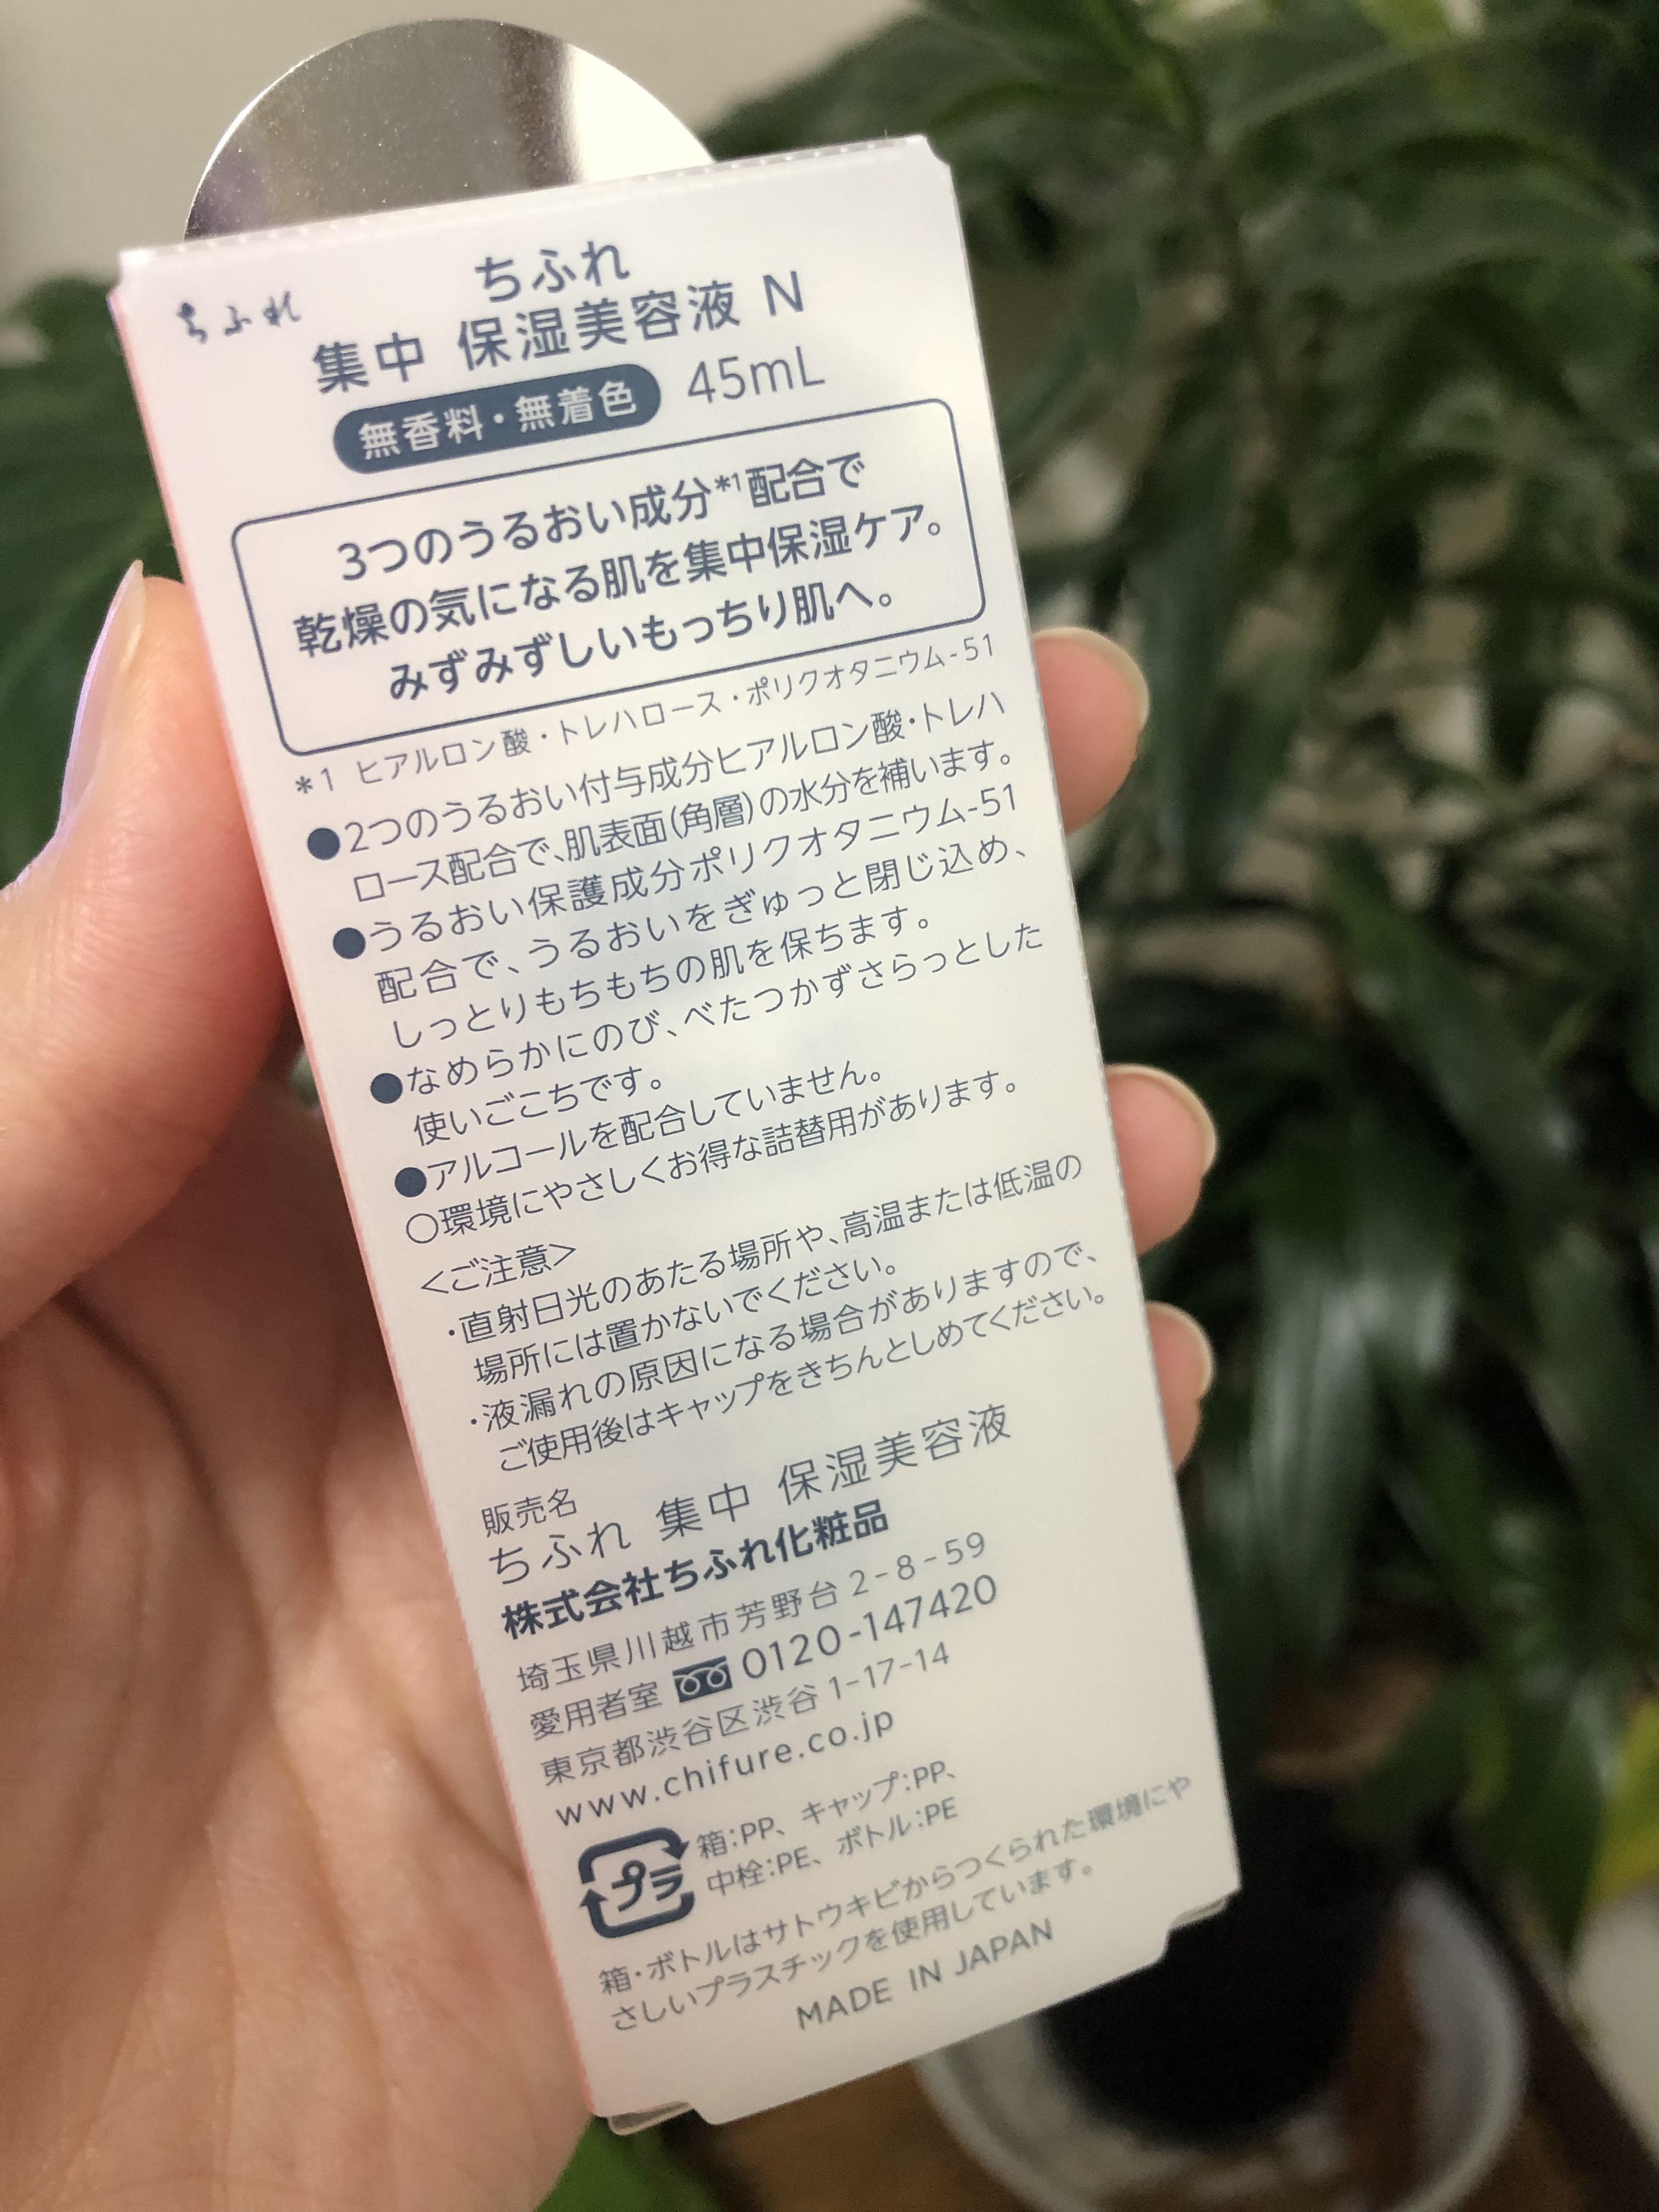 ちふれ
ちふれ
集中 保湿美容液 N
無香料・無着色 45mL
3つのうるおい成分*1配合で
乾燥の気になる肌を集中保湿ケア。
みずみずしいもっちり肌へ。
*1 ヒアルロン酸・トレハロース・ポリクオタニウム-51
●2つのうるおい付与成分ヒアルロン酸・トレハ
ロース配合で、肌表面(角層)の水分を補います。
●うるおい保護成分ポリクオタニウム-51
配合で、うるおいをぎゅっと閉じ込め、
しっとりもちもちの肌を保ちます。
●なめらかにのび、べたつかずさらっとした
使いごこちです。
●アルコールを配合していません。
○環境にやさしくお得な詰替用があります。
<ご注意>
・直射日光のあたる場所や、高温または低温の
場所には置かないでください。
・液漏れの原因になる場合がありますので、
ご使用後はキャップをきちんとしめてください。
販売名
ちふれ 集中 保湿美容液
株式会社ちふれ化粧品
埼玉県川越市芳野台 2-8-59
愛用者室 0120-147420
東京都渋谷区渋谷 1-17-14
www.chifure.co.jp
プラ
箱:PP、キャップ:PP、
中栓:PE、ボトル:PE
箱・ボトルはサトウキビからつくられた環境にや
さしいプラスチックを使用しています。
MADE IN JAPAN